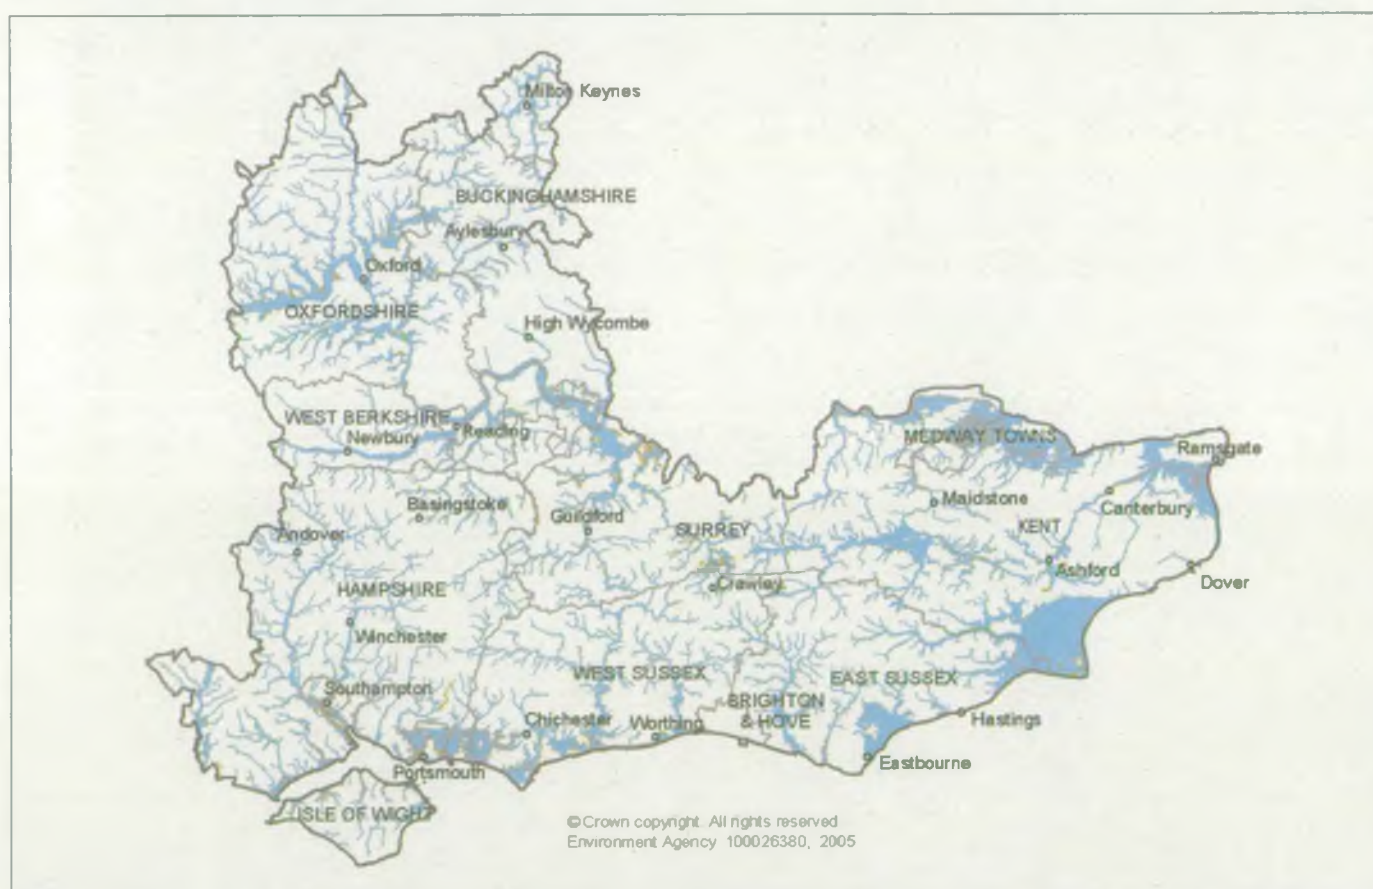 Milton Keynes
BUCKINGHAMSHIRE
Aylesbury
Oxford
OXFORDSHIRE
High Wycombe
WEST BERKSHIRE
Newbury
Reading
MEDWAY TOWNS
Ramsgate
Maidstone
Canterbury
Basingstoke
Guildford
SURREY
KENT
Andover
Ashford
Dover
Crawley
HAMPSHIRE
Winchester
WEST SUSSEX
EAST SUSSEX
Southampton
BRIGHTON
& HOVE
Chichester
Worthing
Hastings
Eastbourne
Portsmouth
ISLE OF WIGHT
© Crown copyright. All rights reserved
Environment Agency 100026380, 2005